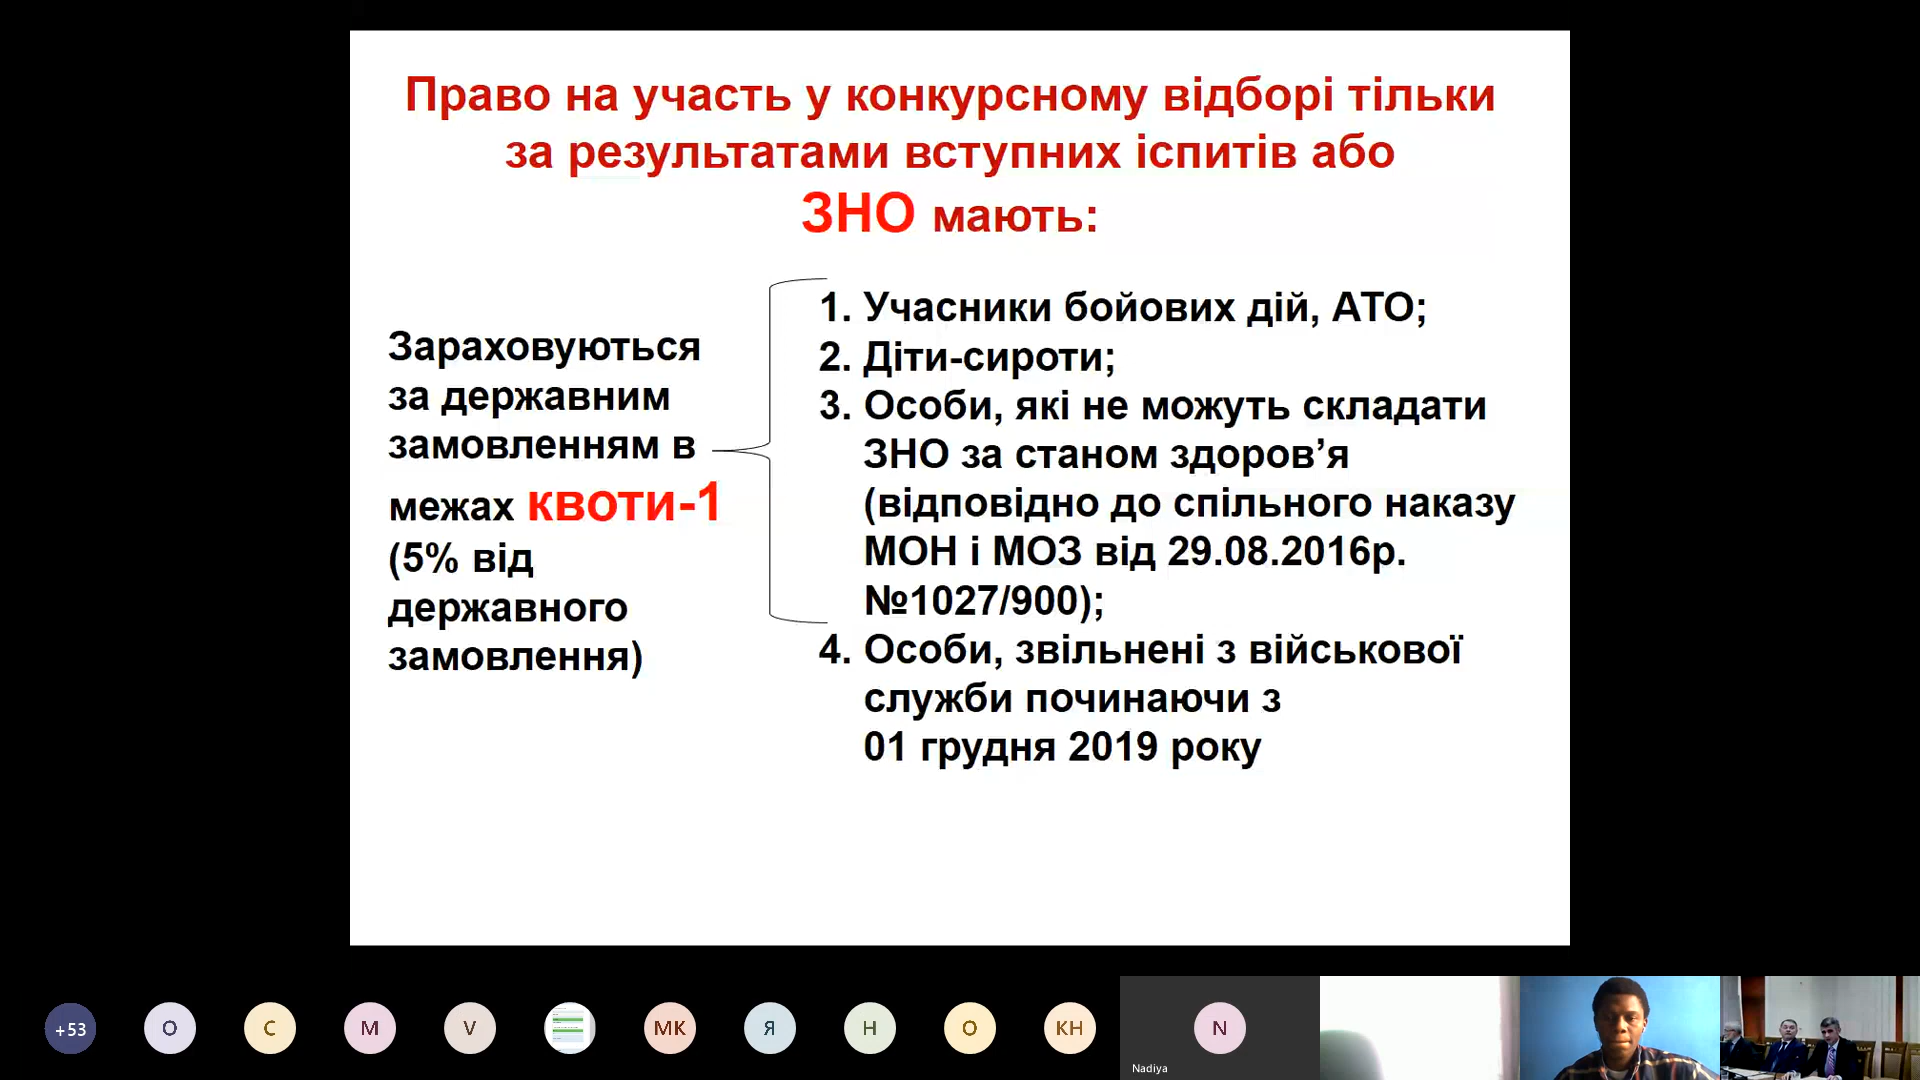 Право на участь у конкурсному відборі тільки
за результатами вступних іспитів або
ЗНО мають:
Зараховуються
за державним
замовленням в
межах квоти-1
(5% від
державного
замовлення)
1. Учасники бойових дій, АТО;
2. Діти-сироти;
3. Особи, які не можуть складати
ЗНО за станом здоров’я
(відповідно до спільного наказу
МОН і МОЗ від 29.08.2016р.
№1027/900);
4. Особи, звільнені з військової
служби починаючи з
01 грудня 2019 року
+53
О
С
М
V
МК
Я
Н
О
КН
N
Nadiya